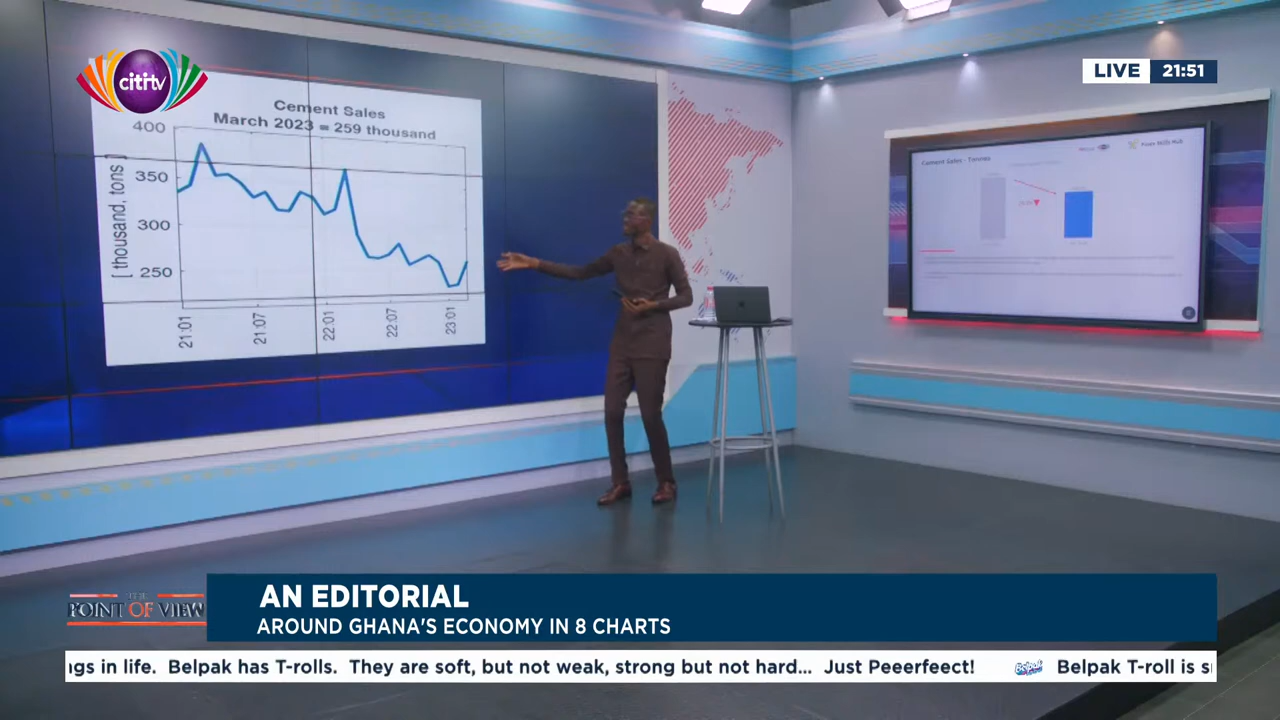 citi tv
LIVE 21:51
Cement Sales
March 2023 = 259 thousand
400
350
300
250
[ thousand, tons ]
21:01
21:07
22:01
22:07
23:01
Cement Sales - Tonnes
THE
POINT OF VIEW
AN EDITORIAL
AROUND GHANA'S ECONOMY IN 8 CHARTS
gs in life. Belpak has T-rolls. They are soft, but not weak, strong but not hard... Just Peeerfeect! Belpak Belpak T-roll is s